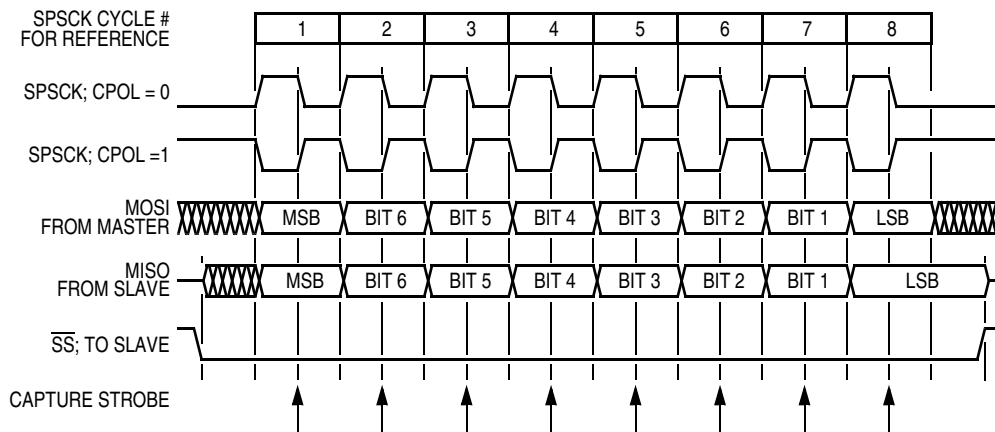 SPSCK CYCLE #
FOR REFERENCE
1 2 3 4 5 6 7 8
SPSCK; CPOL = 0
SPSCK; CPOL =1
MOSI
FROM MASTER
MSB BIT 6 BIT 5 BIT 4 BIT 3 BIT 2 BIT 1 LSB
MISO
FROM SLAVE
MSB BIT 6 BIT 5 BIT 4 BIT 3 BIT 2 BIT 1 LSB
SS; TO SLAVE
CAPTURE STROBE